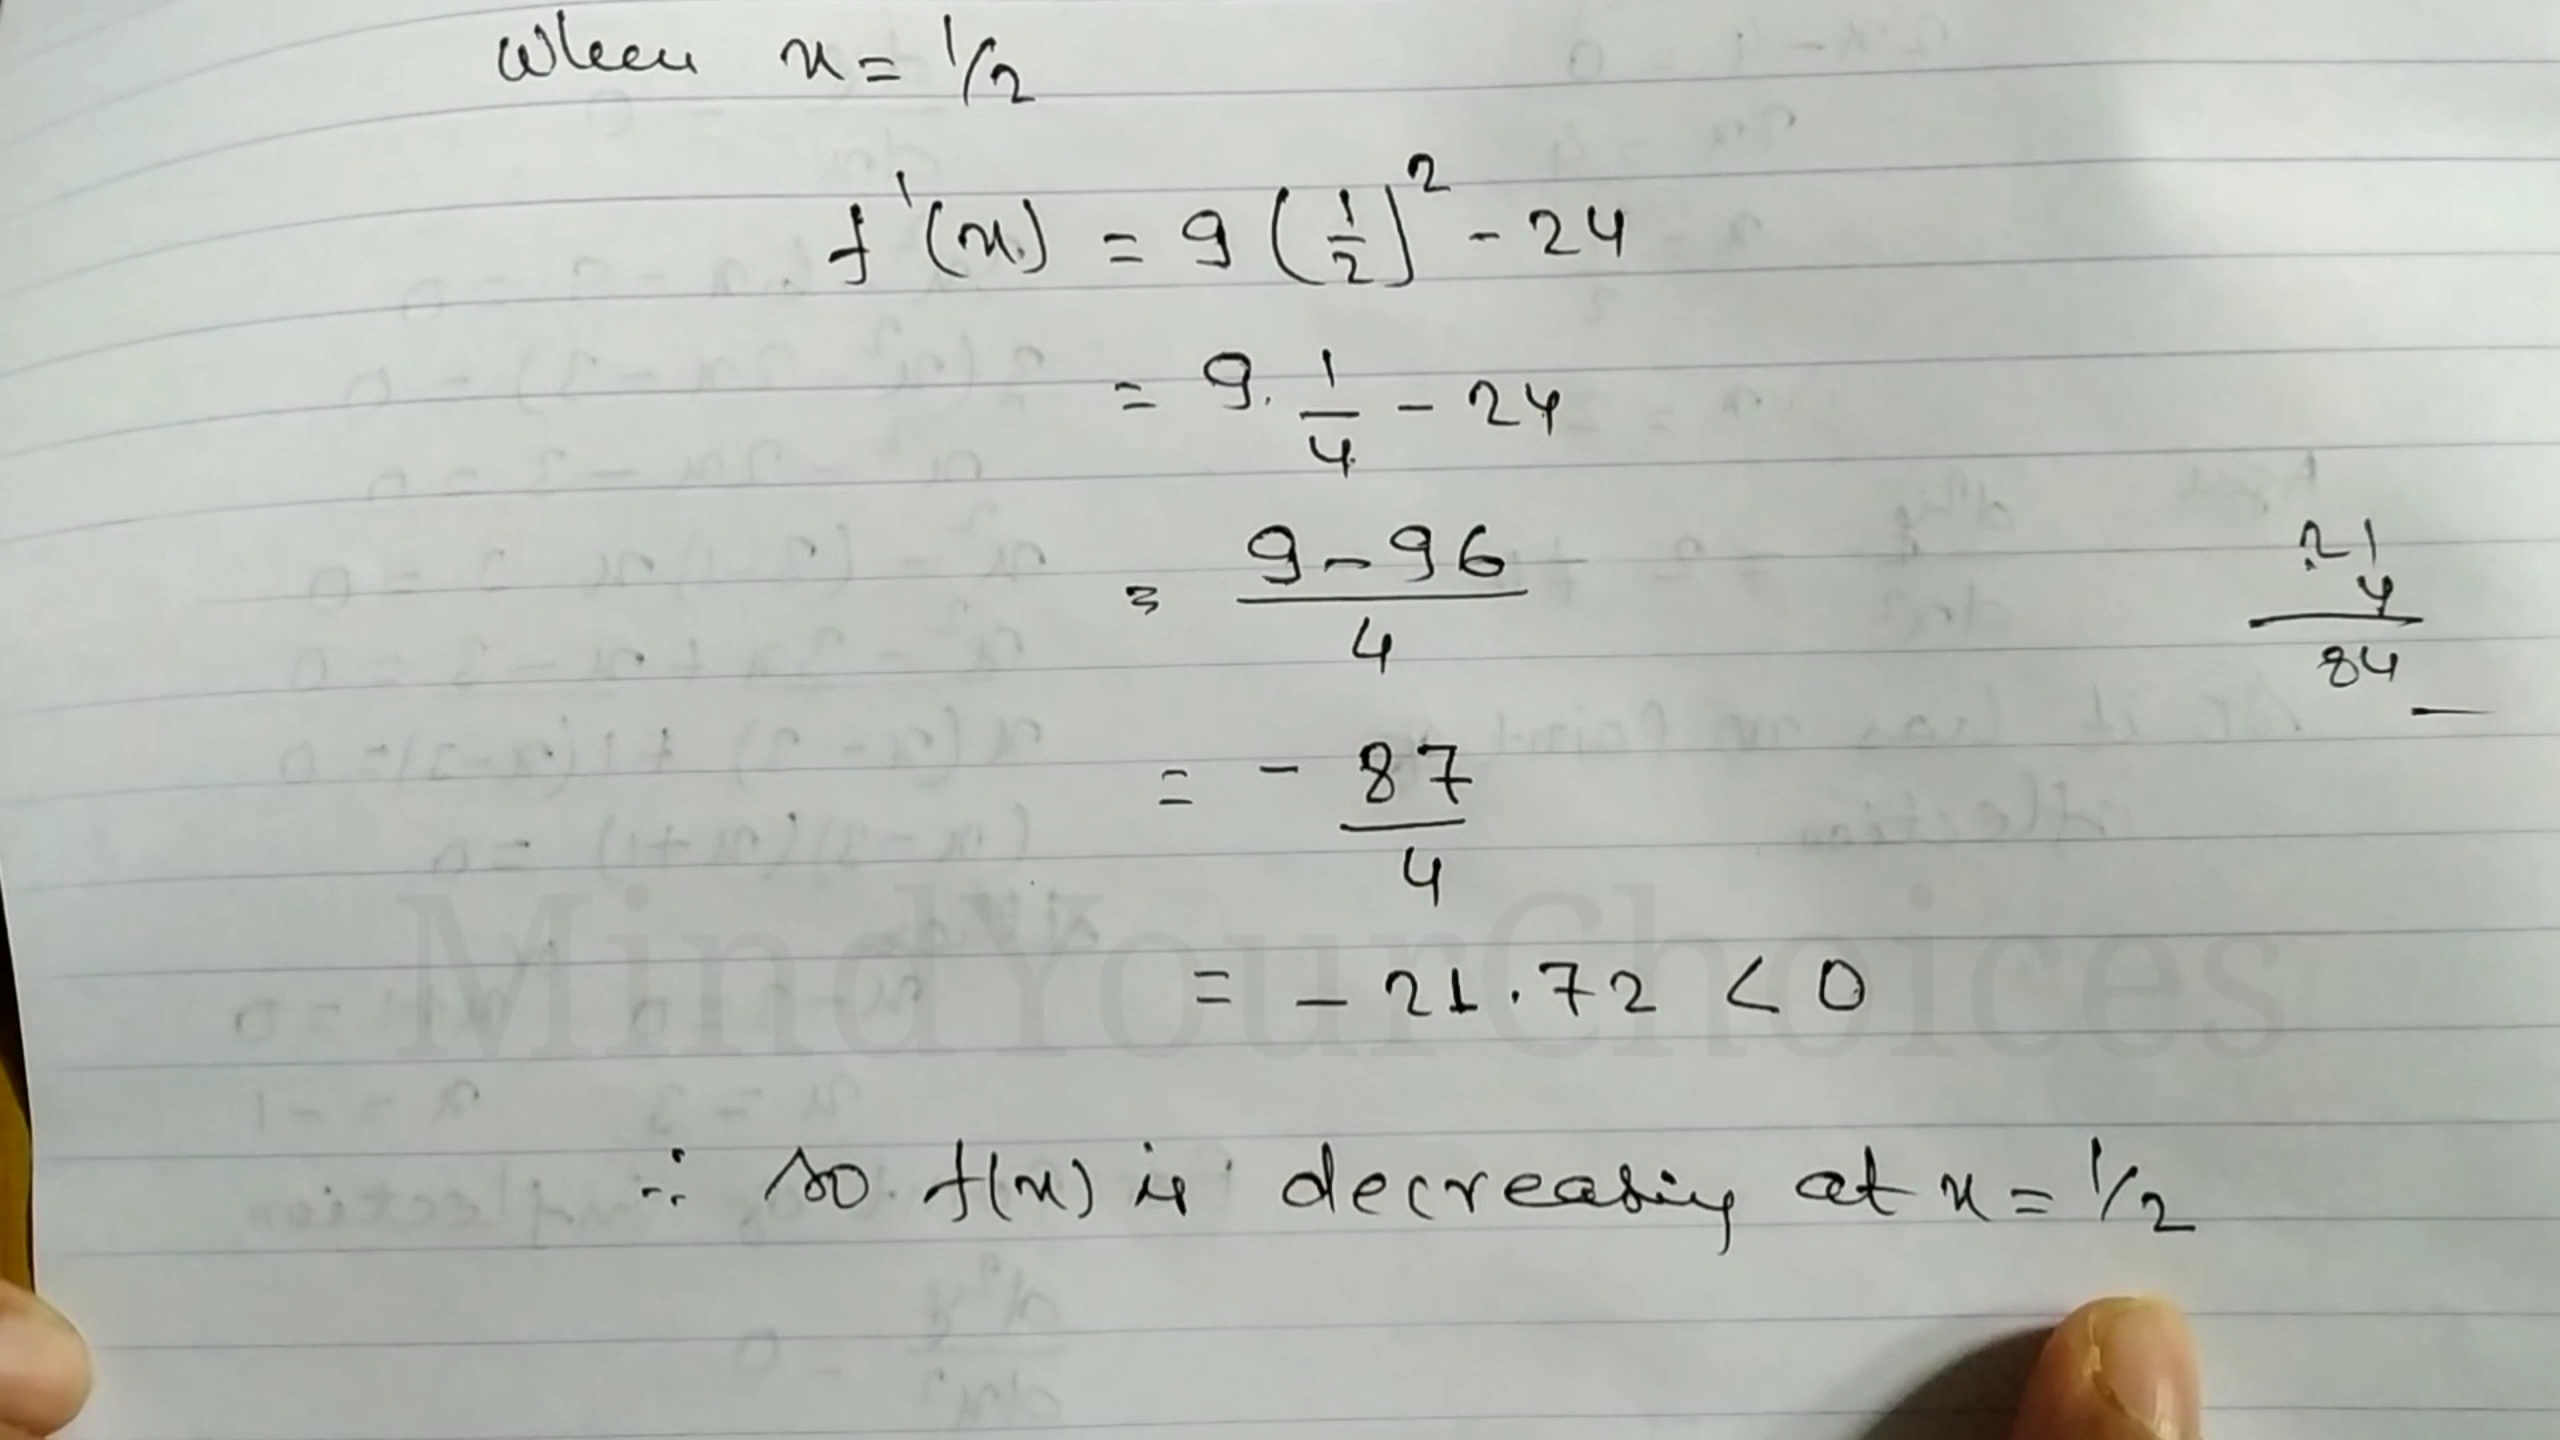 when x = 1/2
f'(x) = 9 (1/2)² - 24
= 9. 1/4 - 24
= 9 - 96 / 4
= - 87 / 4
= - 21.72 < 0
∴ so f(x) is decreasing at x = 1/2
21
4
84
MindYourChoices